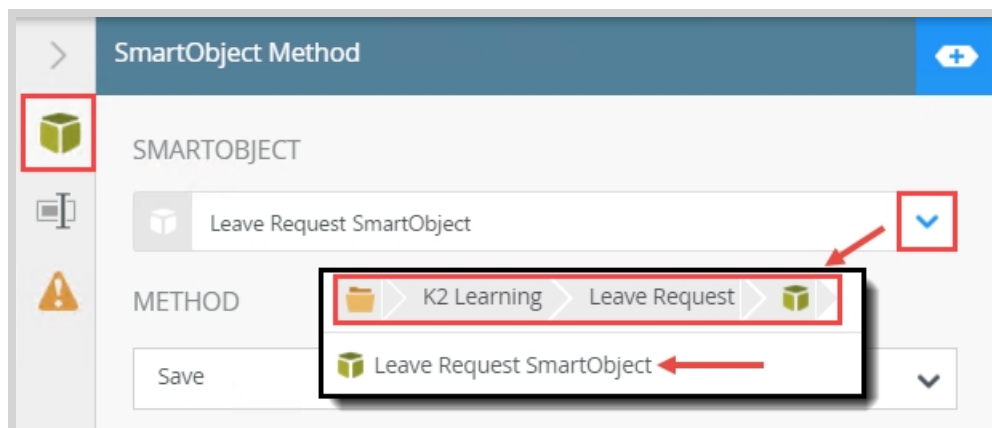 SmartObject Method
SMARTOBJECT
Leave Request SmartObject
METHOD
K2 Learning Leave Request
Leave Request SmartObject
Save